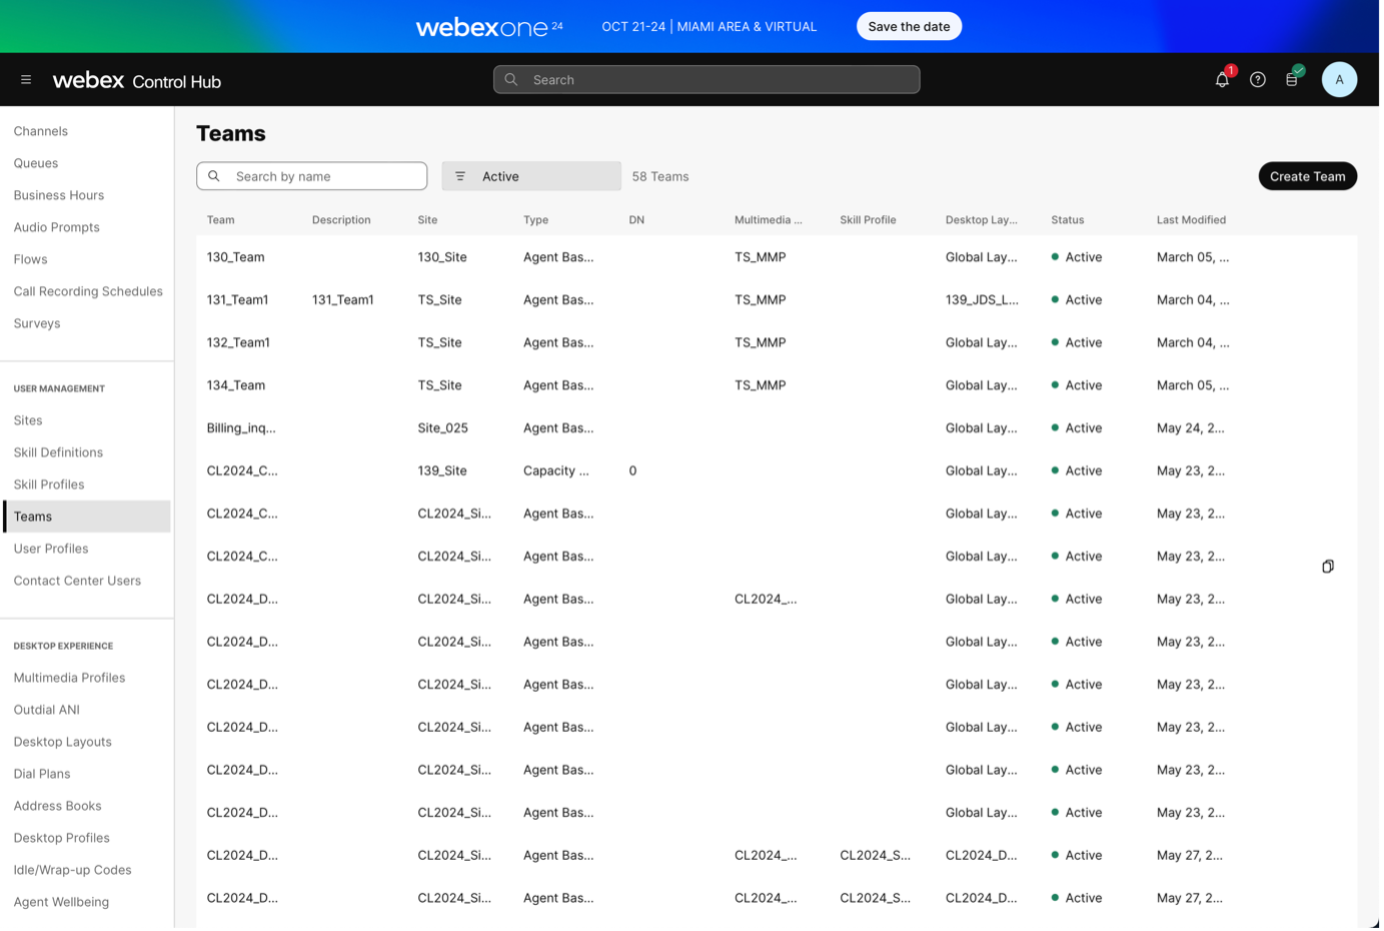 webexone 24 OCT 21-24 | MIAMI AREA & VIRTUAL Save the date
webex Control Hub Search 1 A
Channels
Queues
Business Hours
Audio Prompts
Flows
Call Recording Schedules
Surveys
USER MANAGEMENT
Sites
Skill Definitions
Skill Profiles
Teams
User Profiles
Contact Center Users
DESKTOP EXPERIENCE
Multimedia Profiles
Outdial ANI
Desktop Layouts
Dial Plans
Address Books
Desktop Profiles
Idle/Wrap-up Codes
Agent Wellbeing
Teams
Search by name Active 58 Teams Create Team
Team Description Site Type DN Multimedia ... Skill Profile Desktop Lay... Status Last Modified
130_Team 130_Site Agent Bas... TS_MMP Global Lay... Active March 05, ...
131_Team1 131_Team1 TS_Site Agent Bas... TS_MMP 139_JDS_L... Active March 04, ...
132_Team1 TS_Site Agent Bas... TS_MMP Global Lay... Active March 04, ...
134_Team TS_Site Agent Bas... TS_MMP Global Lay... Active March 05, ...
Billing_inq... Site_025 Agent Bas... Global Lay... Active May 24, 2...
CL2024_C... 139_Site Capacity ... 0 Global Lay... Active May 23, 2...
CL2024_C... CL2024_Si... Agent Bas... Global Lay... Active May 23, 2...
CL2024_C... CL2024_Si... Agent Bas... Global Lay... Active May 23, 2...
CL2024_D... CL2024_Si... Agent Bas... CL2024_... Global Lay... Active May 23, 2...
CL2024_D... CL2024_Si... Agent Bas... Global Lay... Active May 23, 2...
CL2024_D... CL2024_Si... Agent Bas... Global Lay... Active May 23, 2...
CL2024_D... CL2024_Si... Agent Bas... Global Lay... Active May 23, 2...
CL2024_D... CL2024_Si... Agent Bas... Global Lay... Active May 23, 2...
CL2024_D... CL2024_Si... Agent Bas... Global Lay... Active May 23, 2...
CL2024_D... CL2024_Si... Agent Bas... CL2024_... CL2024_S... CL2024_D... Active May 27, 2...
CL2024_D... CL2024_Si... Agent Bas... CL2024_... CL2024_S... CL2024_D... Active May 27, 2...